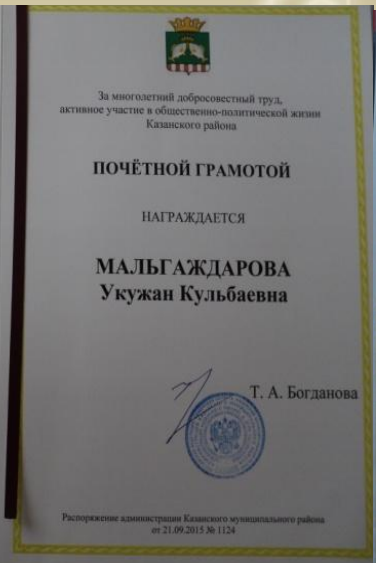 За многолетний добросовестный труд,
активное участие в общественно-политической жизни
Казанского района
ПОЧЁТНОЙ ГРАМОТОЙ
НАГРАЖДАЕТСЯ
МАЛЬГАЖДАРОВА
Укужан Кульбаевна
Т. А. Богданова
Распоряжение администрации Казанского муниципального района
от 21.09.2015 № 1124